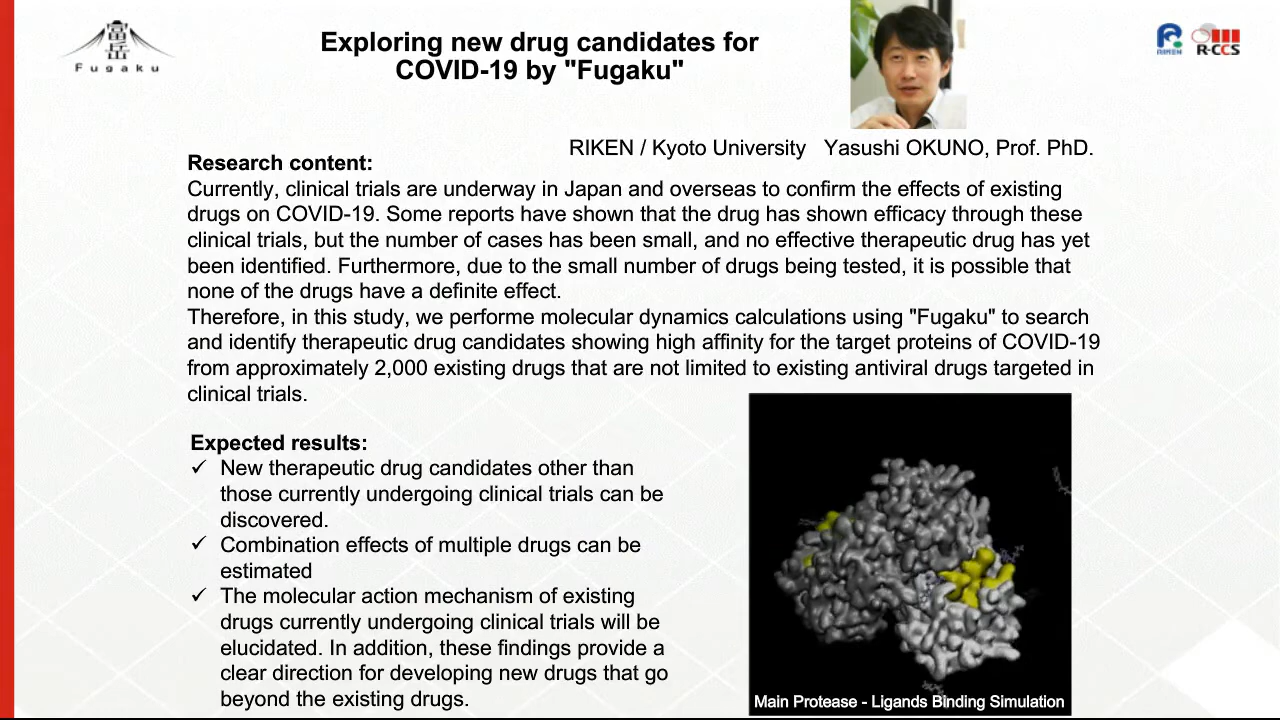 富岳
Fugaku
Exploring new drug candidates for
COVID-19 by "Fugaku"
RIKEN
R-CCS
RIKEN / Kyoto University Yasushi OKUNO, Prof. PhD.
Research content:
Currently, clinical trials are underway in Japan and overseas to confirm the effects of existing
drugs on COVID-19. Some reports have shown that the drug has shown efficacy through these
clinical trials, but the number of cases has been small, and no effective therapeutic drug has yet
been identified. Furthermore, due to the small number of drugs being tested, it is possible that
none of the drugs have a definite effect.
Therefore, in this study, we performe molecular dynamics calculations using "Fugaku" to search
and identify therapeutic drug candidates showing high affinity for the target proteins of COVID-19
from approximately 2,000 existing drugs that are not limited to existing antiviral drugs targeted in
clinical trials.
Expected results:
✓ New therapeutic drug candidates other than
those currently undergoing clinical trials can be
discovered.
✓ Combination effects of multiple drugs can be
estimated
✓ The molecular action mechanism of existing
drugs currently undergoing clinical trials will be
elucidated. In addition, these findings provide a
clear direction for developing new drugs that go
beyond the existing drugs.
Main Protease - Ligands Binding Simulation